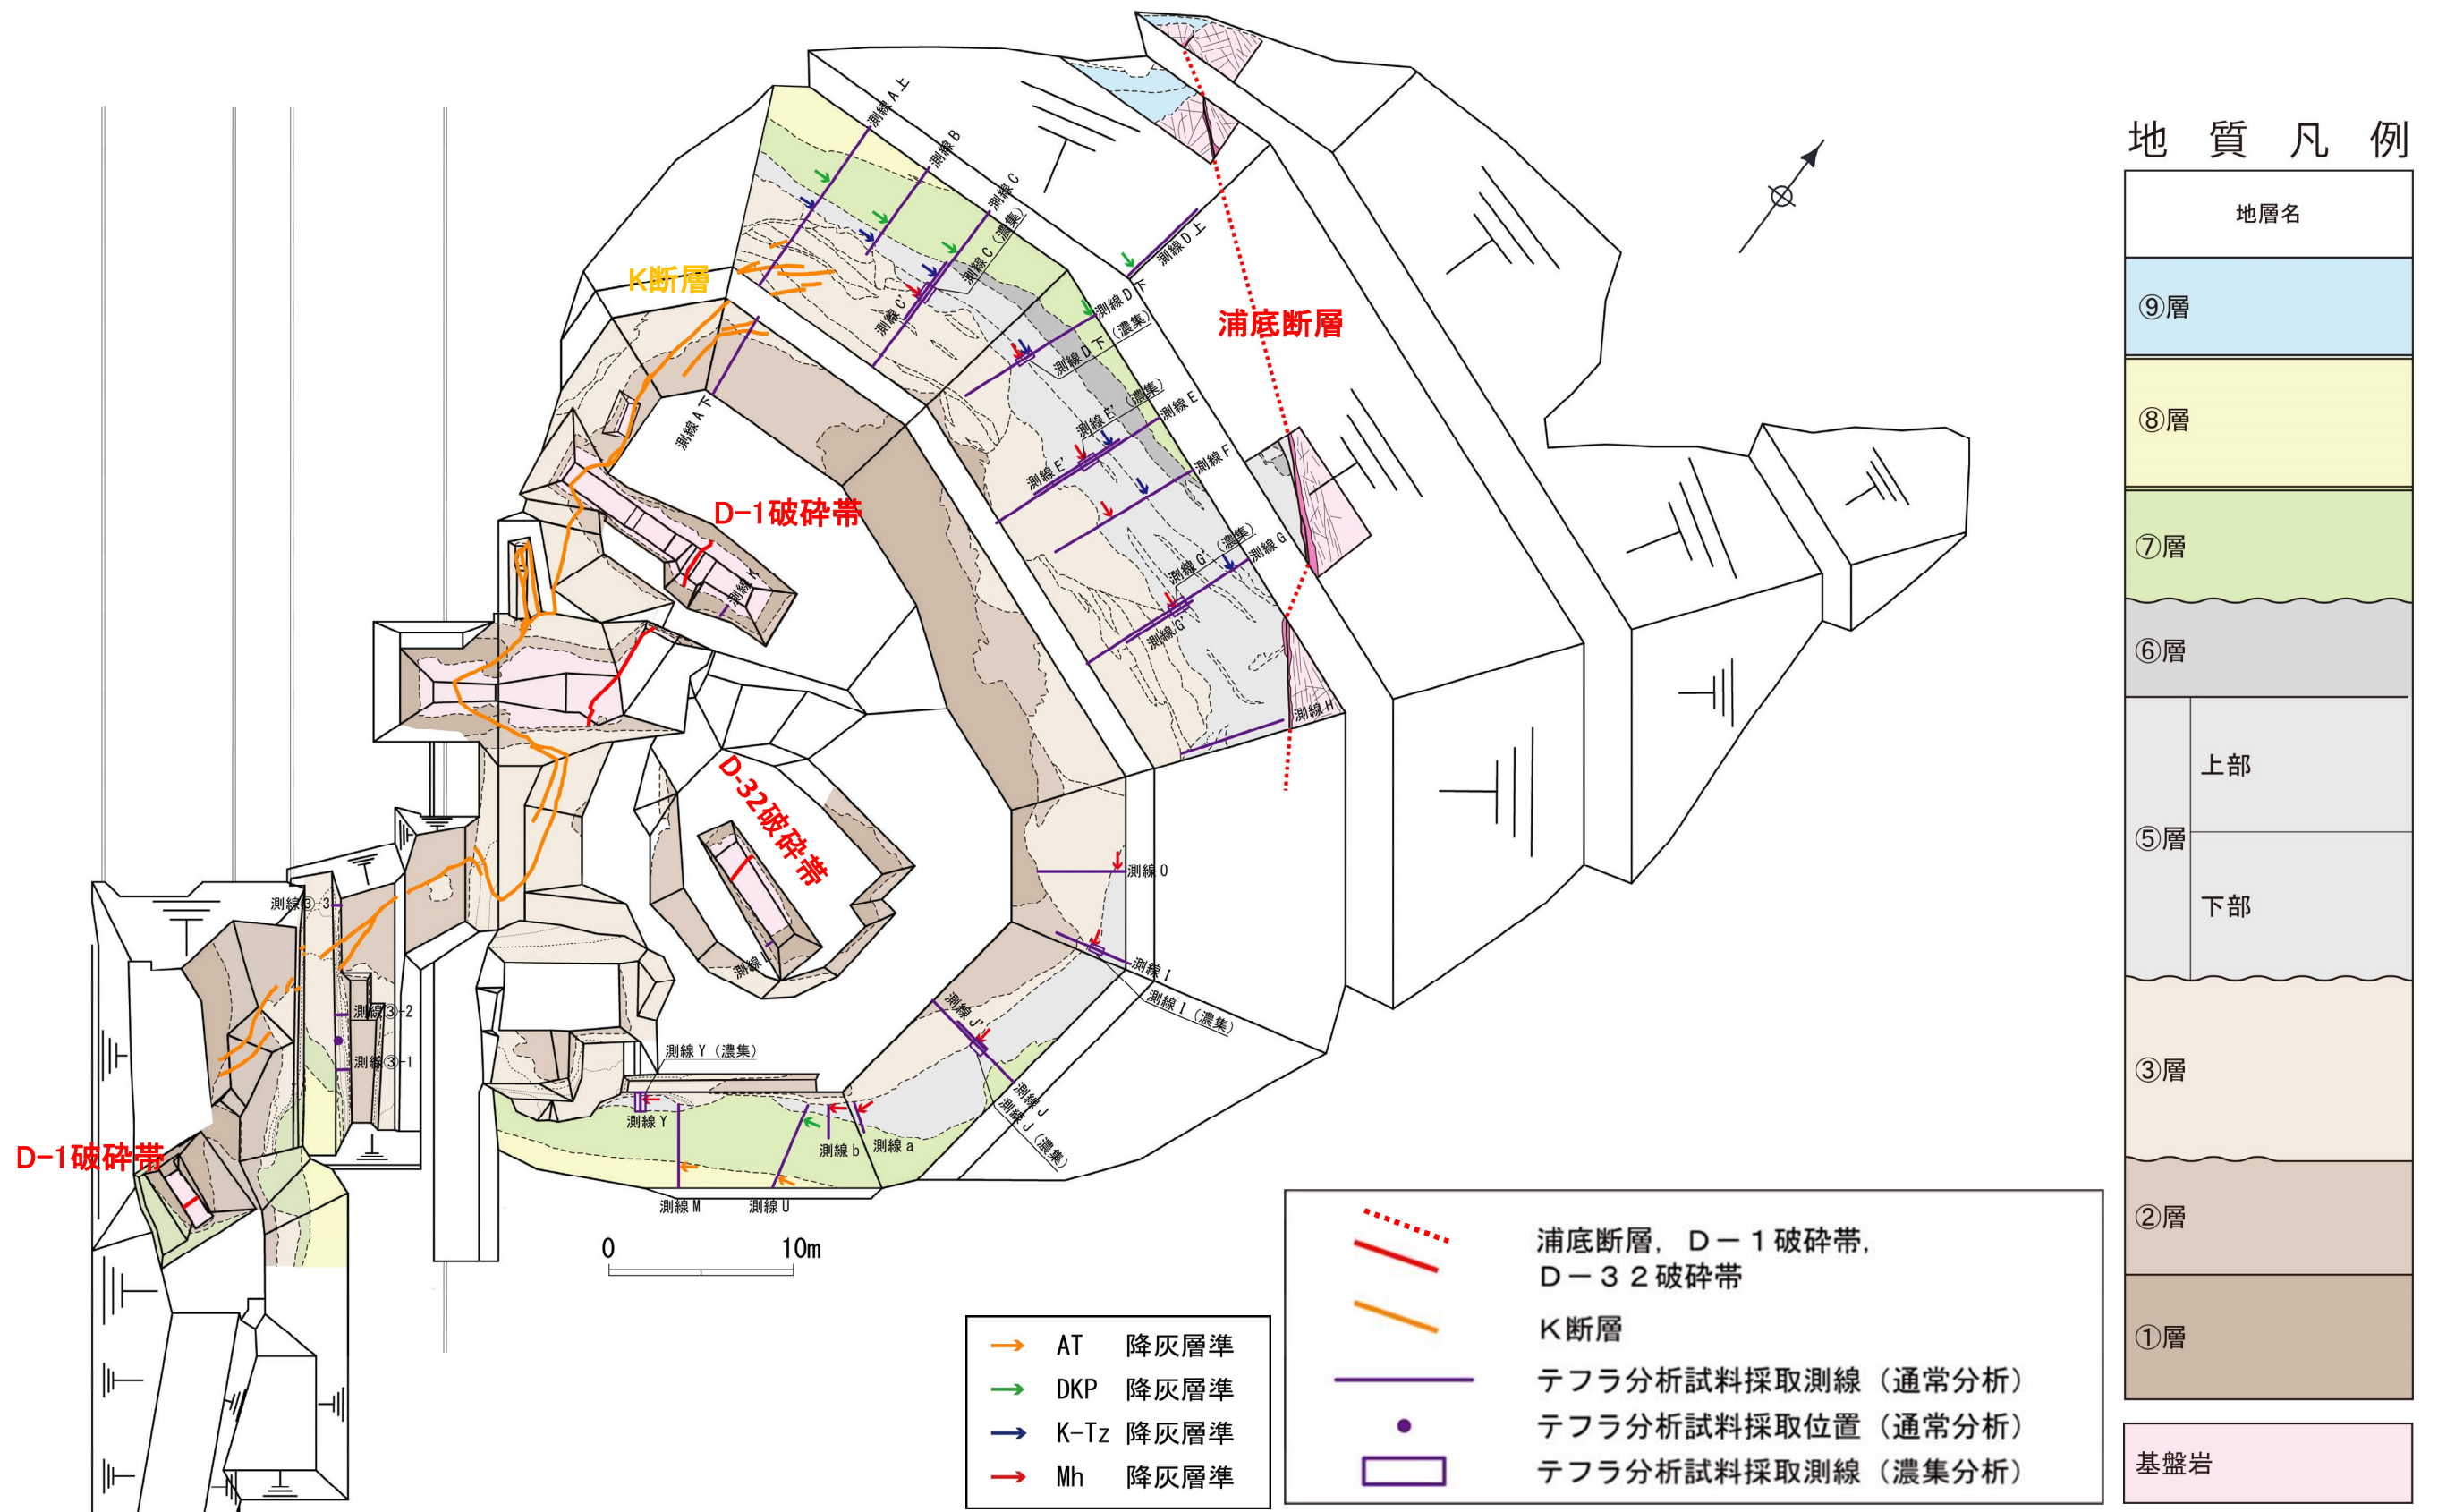 測線A上
測線B
測線C
測線C（濃集）
測線C'
測線D上
測線D下
測線D下（濃集）
K断層
浦底断層
測線A下
測線E'（濃集）
測線E
測線E'
測線F
D-1破砕帯
測線K
測線G'（濃集）
測線G
測線G'
測線H
D-32破砕帯
測線O
測線③-3
測線I
測線I（濃集）
測線③-2
測線J'
測線③-1
測線Y（濃集）
測線J
測線J（濃集）
測線Y
測線b
測線a
D-1破砕帯
測線M
測線U
0 10m
AT 降灰層準
DKP 降灰層準
K-Tz 降灰層準
Mh 降灰層準
浦底断層，Ｄ－１破砕帯，
Ｄ－３２破砕帯
Ｋ断層
テフラ分析試料採取測線（通常分析）
テフラ分析試料採取位置（通常分析）
テフラ分析試料採取測線（濃集分析）
地質凡例
地層名
⑨層
⑧層
⑦層
⑥層
上部
⑤層
下部
③層
②層
①層
基盤岩